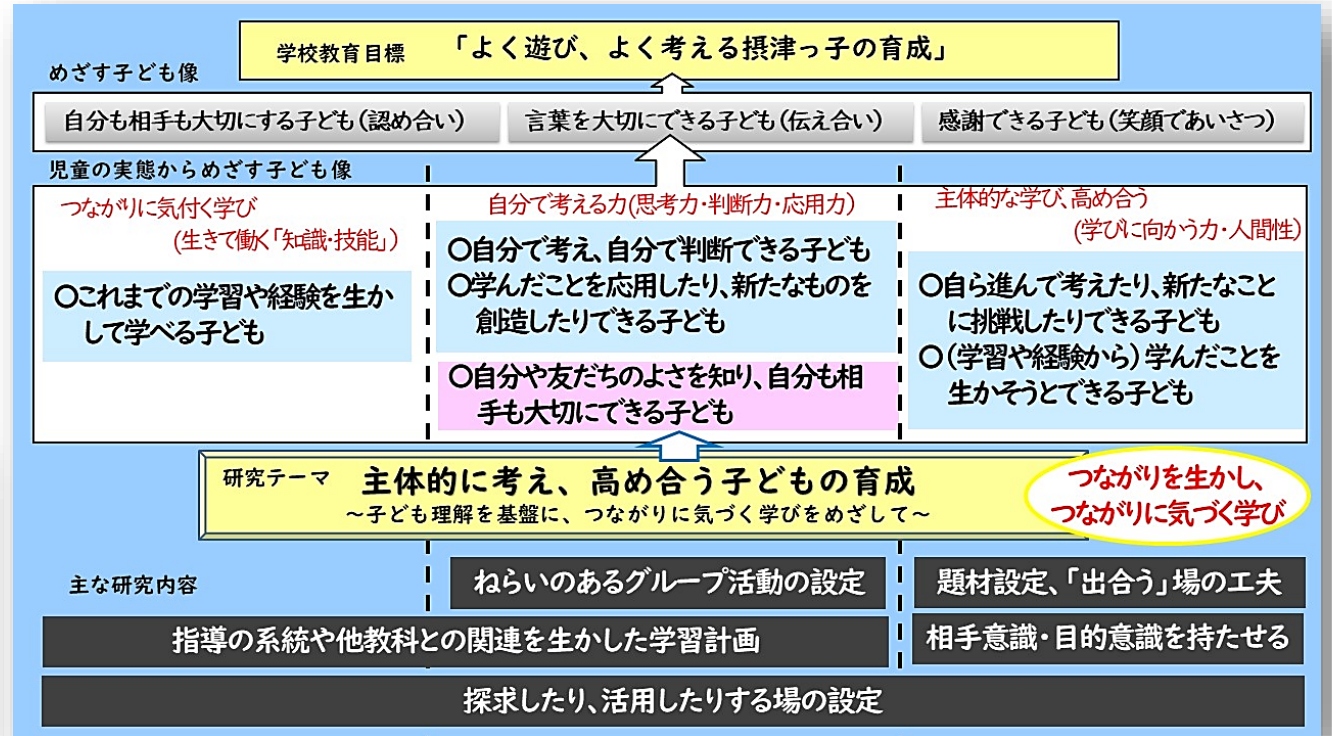 学校教育目標 「よく遊び、よく考える摂津っ子の育成」
めざす子ども像
自分も相手も大切にする子ども(認め合い)
言葉を大切にできる子ども(伝え合い)
感謝できる子ども(笑顔であいさつ)
児童の実態からめざす子ども像
つながりに気付く学び
(生きて働く「知識・技能」)
〇これまでの学習や経験を生か
して学べる子ども
自分で考える力(思考力・判断力・応用力)
〇自分で考え、自分で判断できる子ども
〇学んだことを応用したり、新たなものを
創造したりできる子ども
〇自分や友だちのよさを知り、自分も相
手も大切にできる子ども
主体的な学び、高め合う
(学びに向かう力・人間性)
〇自ら進んで考えたり、新たなこと
に挑戦したりできる子ども
〇(学習や経験から)学んだことを
生かそうとできる子ども
研究テーマ 主体的に考え、高め合う子どもの育成
～子ども理解を基盤に、つながりに気づく学びをめざして～
つながりを生かし、
つながりに気づく学び
主な研究内容
ねらいのあるグループ活動の設定
題材設定、「出合う」場の工夫
指導の系統や他教科との関連を生かした学習計画
相手意識・目的意識を持たせる
探求したり、活用したりする場の設定